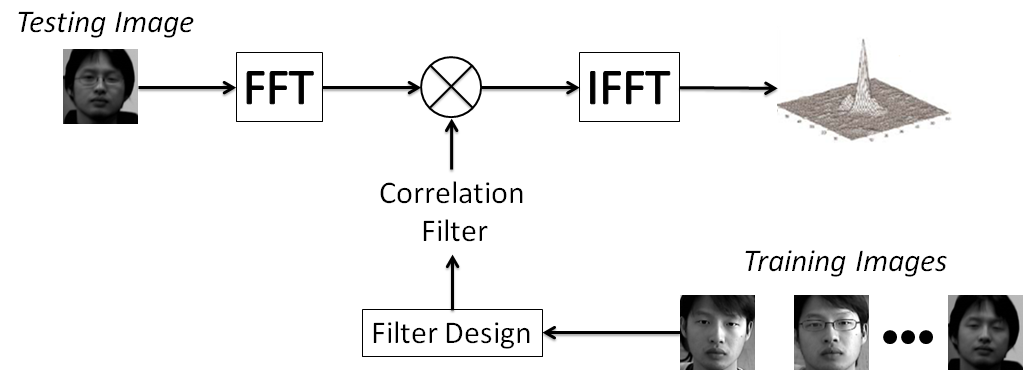 Testing Image
FFT
IFFT
Correlation
Filter
Training Images
Filter Design